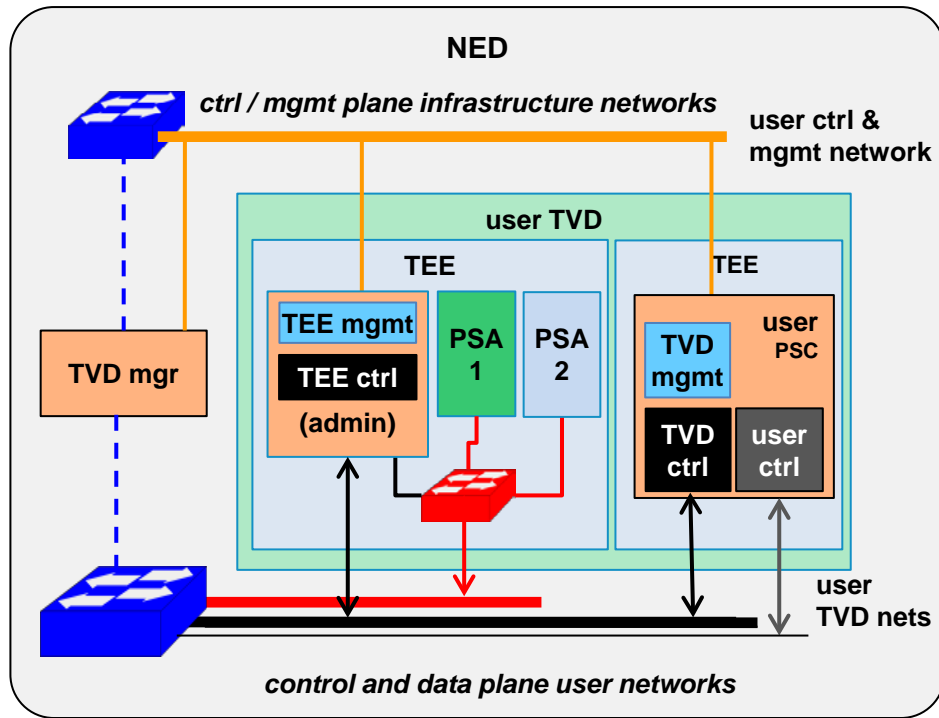 NED
ctrl / mgmt plane infrastructure networks
user ctrl &
mgmt network
user TVD
TEE
TEE
TEE mgmt
TEE ctrl
(admin)
PSA
1
PSA
2
user
PSC
TVD
mgmt
TVD
ctrl
user
ctrl
TVD mgr
user
TVD nets
control and data plane user networks